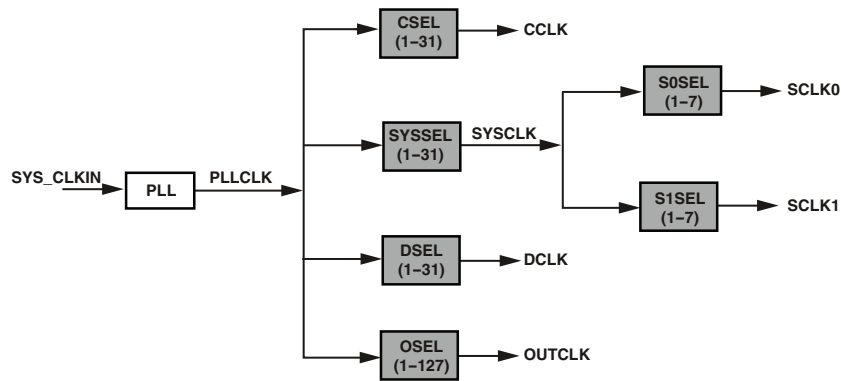 CSEL
(1–31)
CCLK
S0SEL
(1–7)
SCLK0
SYSSEL
(1–31)
SYSCLK
SYS_CLKIN
PLL
PLLCLK
S1SEL
(1–7)
SCLK1
DSEL
(1–31)
DCLK
OSEL
(1–127)
OUTCLK